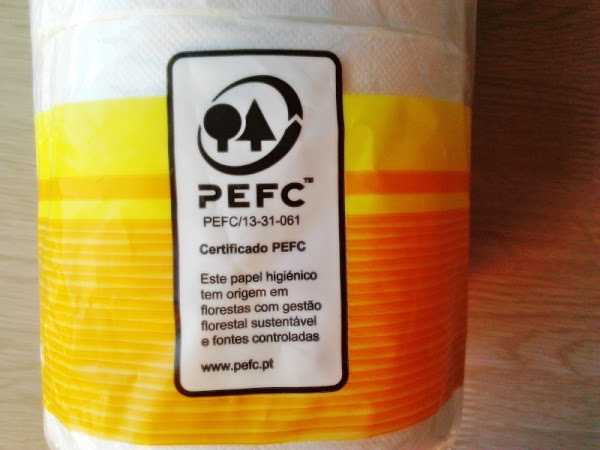 PEFC™
PEFC/13-31-061
Certificado PEFC
Este papel higiénico
tem origem em
florestas com gestão
florestal sustentável
e fontes controladas
www.pefc.pt